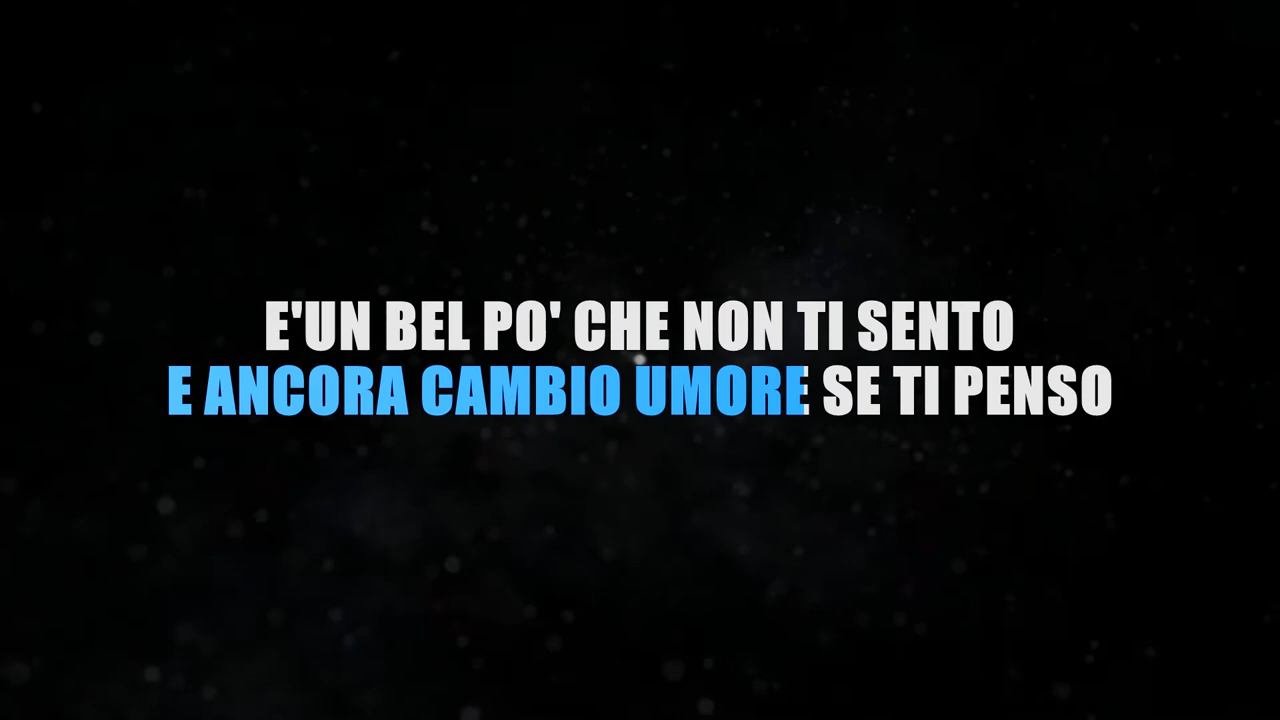 E'UN BEL PO' CHE NON TI SENTO
E ANCORA CAMBIO UMORE SE TI PENSO